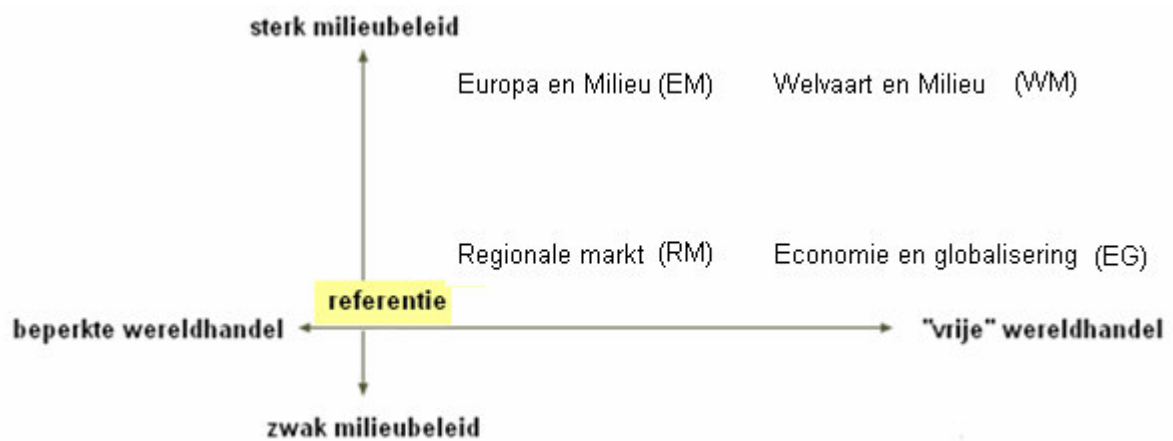 sterk milieubeleid
Europa en Milieu (EM) Welvaart en Milieu (WM)
Regionale markt (RM) Economie en globalisering (EG)
referentie
beperkte wereldhandel "vrije" wereldhandel
zwak milieubeleid